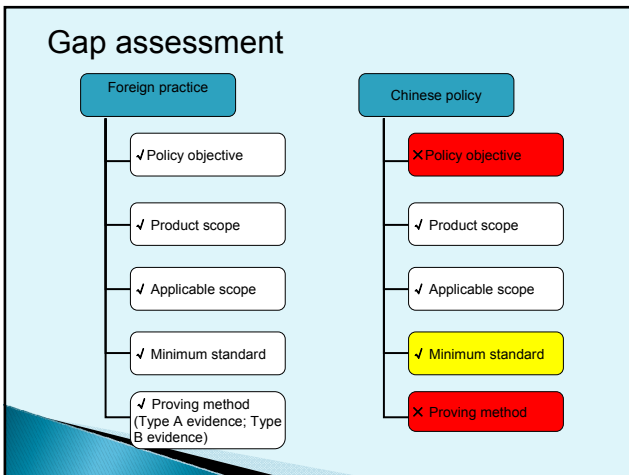 Gap assessment
Foreign practice
√ Policy objective
√ Product scope
√ Applicable scope
√ Minimum standard
√ Proving method
(Type A evidence; Type
B evidence)
Chinese policy
✕ Policy objective
√ Product scope
√ Applicable scope
√ Minimum standard
✕ Proving method